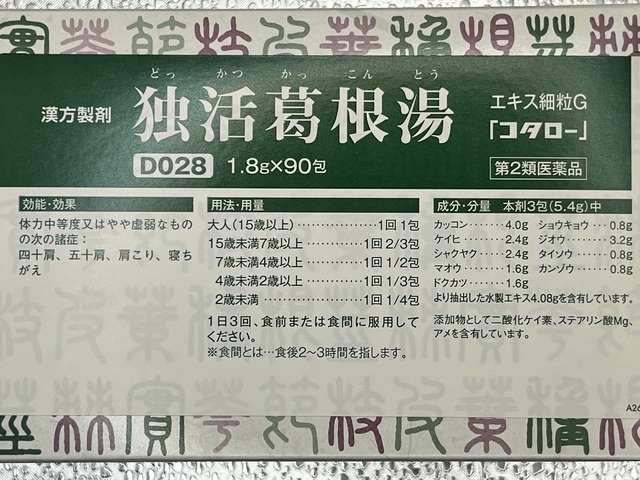 どっ かつ かっ こん とう
漢方製剤 独活葛根湯 エキス細粒G
「コタロー」
D028 1.8g×90包 第2類医薬品
効能・効果
体力中等度又はやや虚弱なもの
の次の諸症：
四十肩、五十肩、肩こり、寝ち
がえ
用法・用量
大人(15歳以上)…………………1回 1包
15歳未満7歳以上………………1回 2/3包
7歳未満4歳以上………………1回 1/2包
4歳未満2歳以上………………1回 1/3包
2歳未満…………………………1回 1/4包
1日3回、食前または食間に服用して
ください。
※食間とは…食後2〜3時間を指します。
成分・分量 本剤3包(5.4g)中
カッコン………4.0g ショウキョウ……0.8g
ケイヒ…………2.4g ジオウ……………3.2g
シャクヤク……2.4g タイソウ…………0.8g
マオウ…………1.6g カンゾウ…………0.8g
ドクカツ………1.6g
より抽出した水製エキス4.08gを含有しています。
添加物として二酸化ケイ素、ステアリン酸Mg、
アメを含有しています。